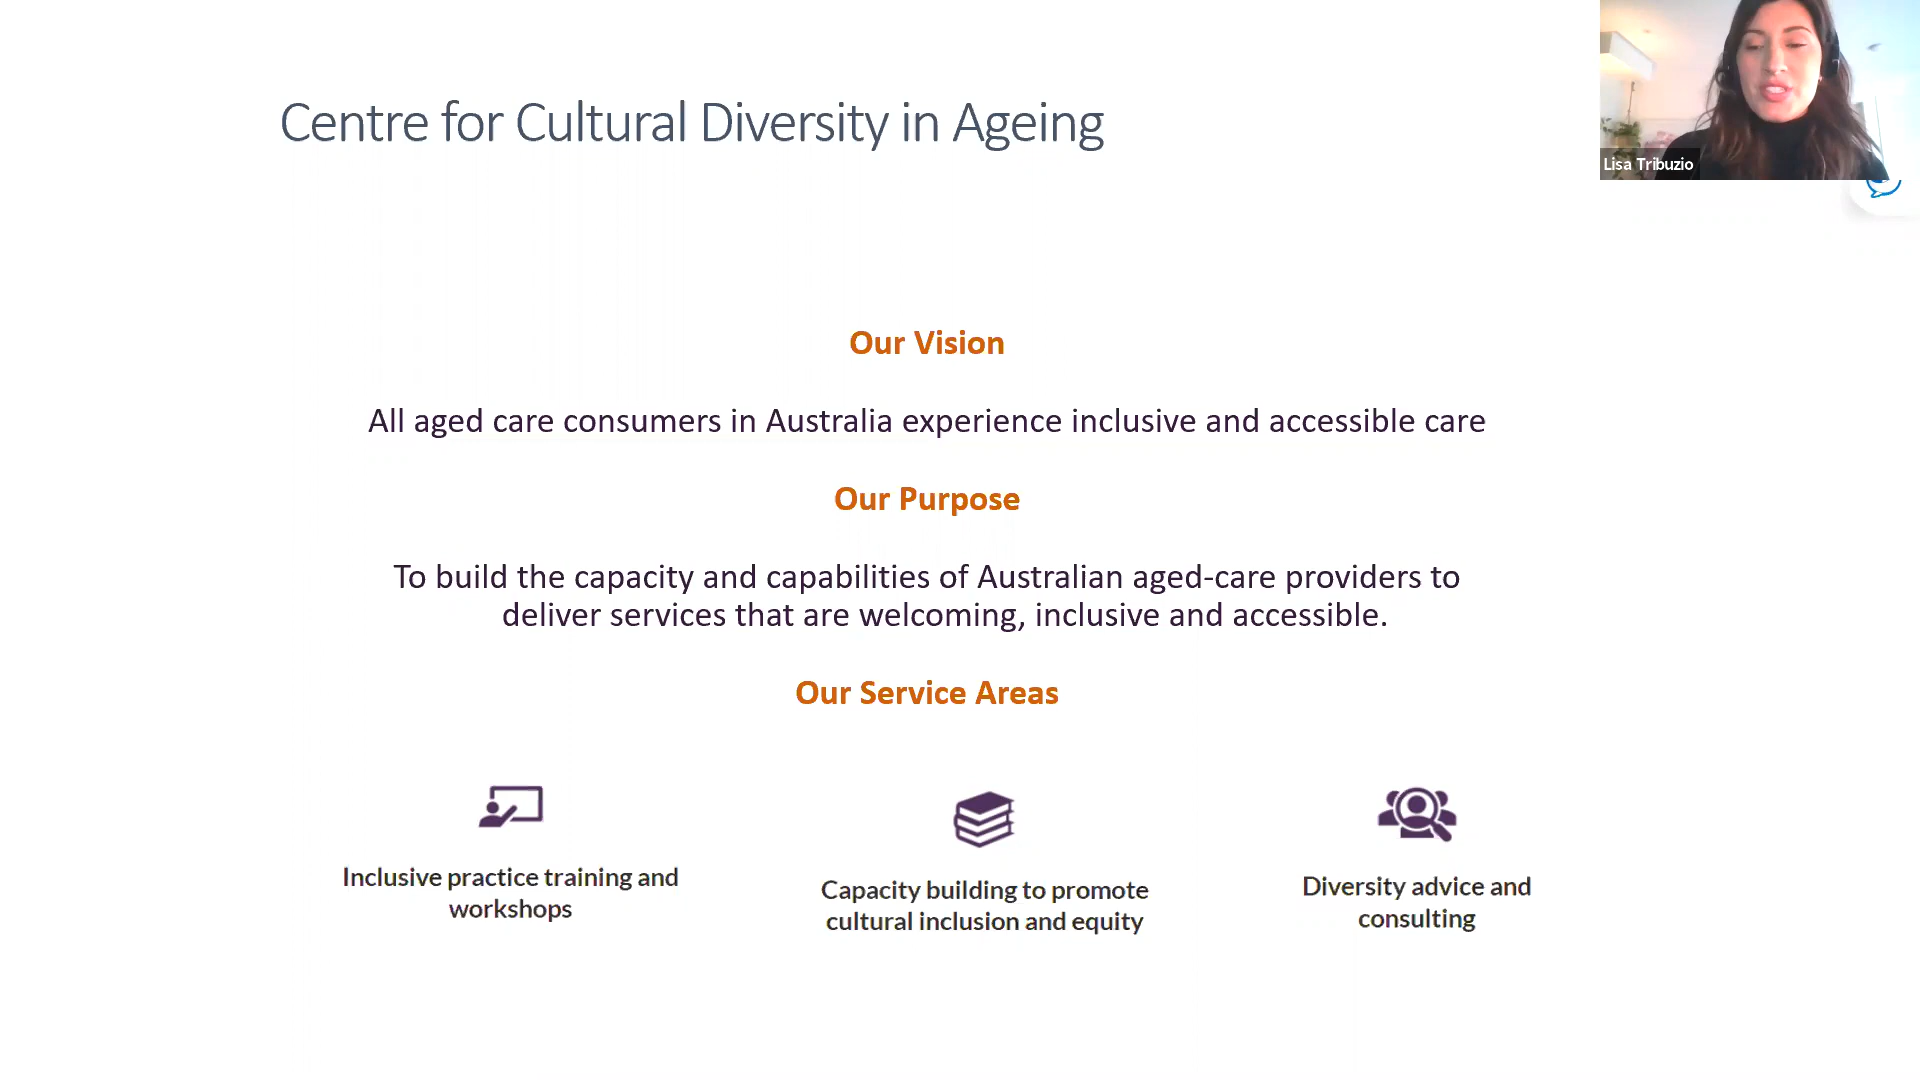 Centre for Cultural Diversity in Ageing
Lisa Tribuzio
Our Vision
All aged care consumers in Australia experience inclusive and accessible care
Our Purpose
To build the capacity and capabilities of Australian aged-care providers to
deliver services that are welcoming, inclusive and accessible.
Our Service Areas
Inclusive practice training and
workshops
Capacity building to promote
cultural inclusion and equity
Diversity advice and
consulting